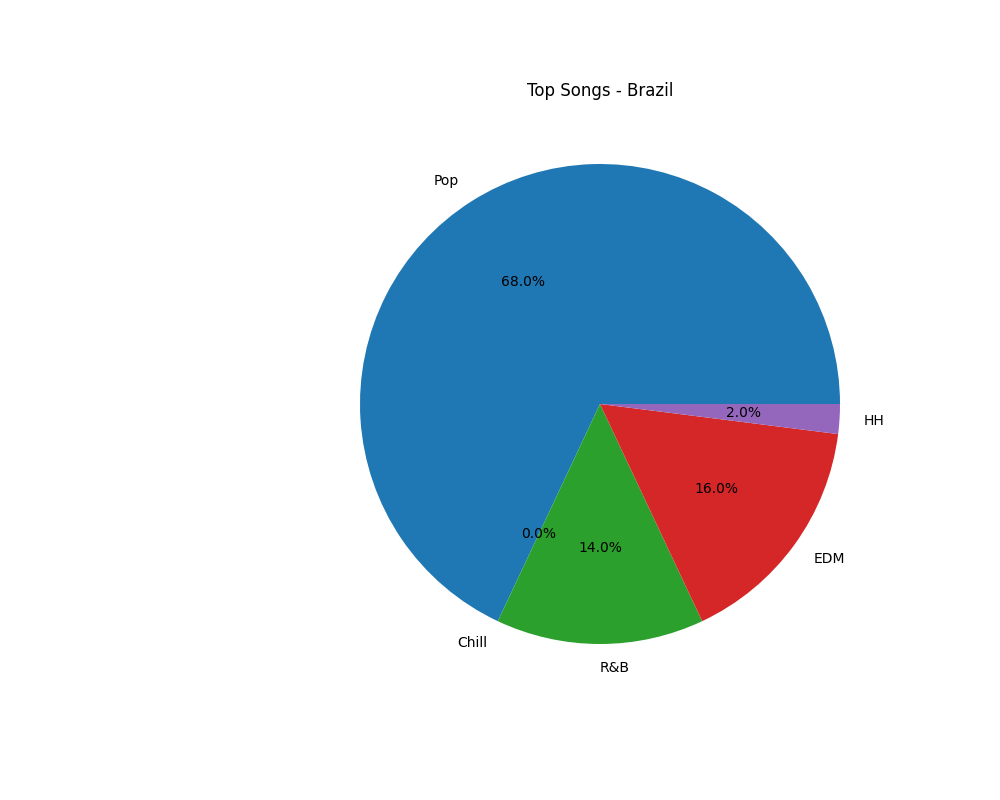 Top Songs - Brazil
Pop
68.0%
2.0%
HH
16.0%
0.0%
14.0%
EDM
Chill
R&B